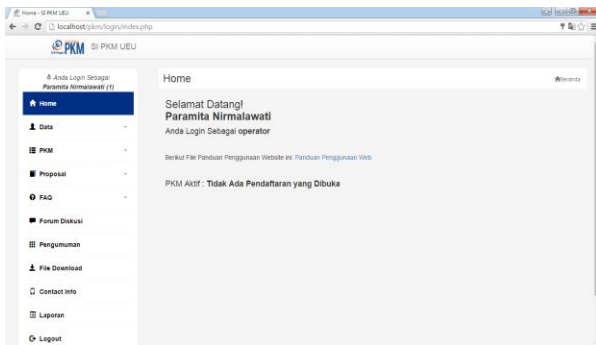 Home - SI PKM UEU
localhost/pkm/login/index.php
PKM SI PKM UEU
Anda Login Sebagai
Paramita Nirmalawati (1)
Home
Data
PKM
Proposal
FAQ
Forum Diskusi
Pengumuman
File Download
Contact Info
Laporan
Logout
Home
Beranda
Selamat Datang!
Paramita Nirmalawati
Anda Login Sebagai operator
Berikut File Panduan Penggunaan Website ini: Panduan Penggunaan Web
PKM Aktif : Tidak Ada Pendaftaran yang Dibuka